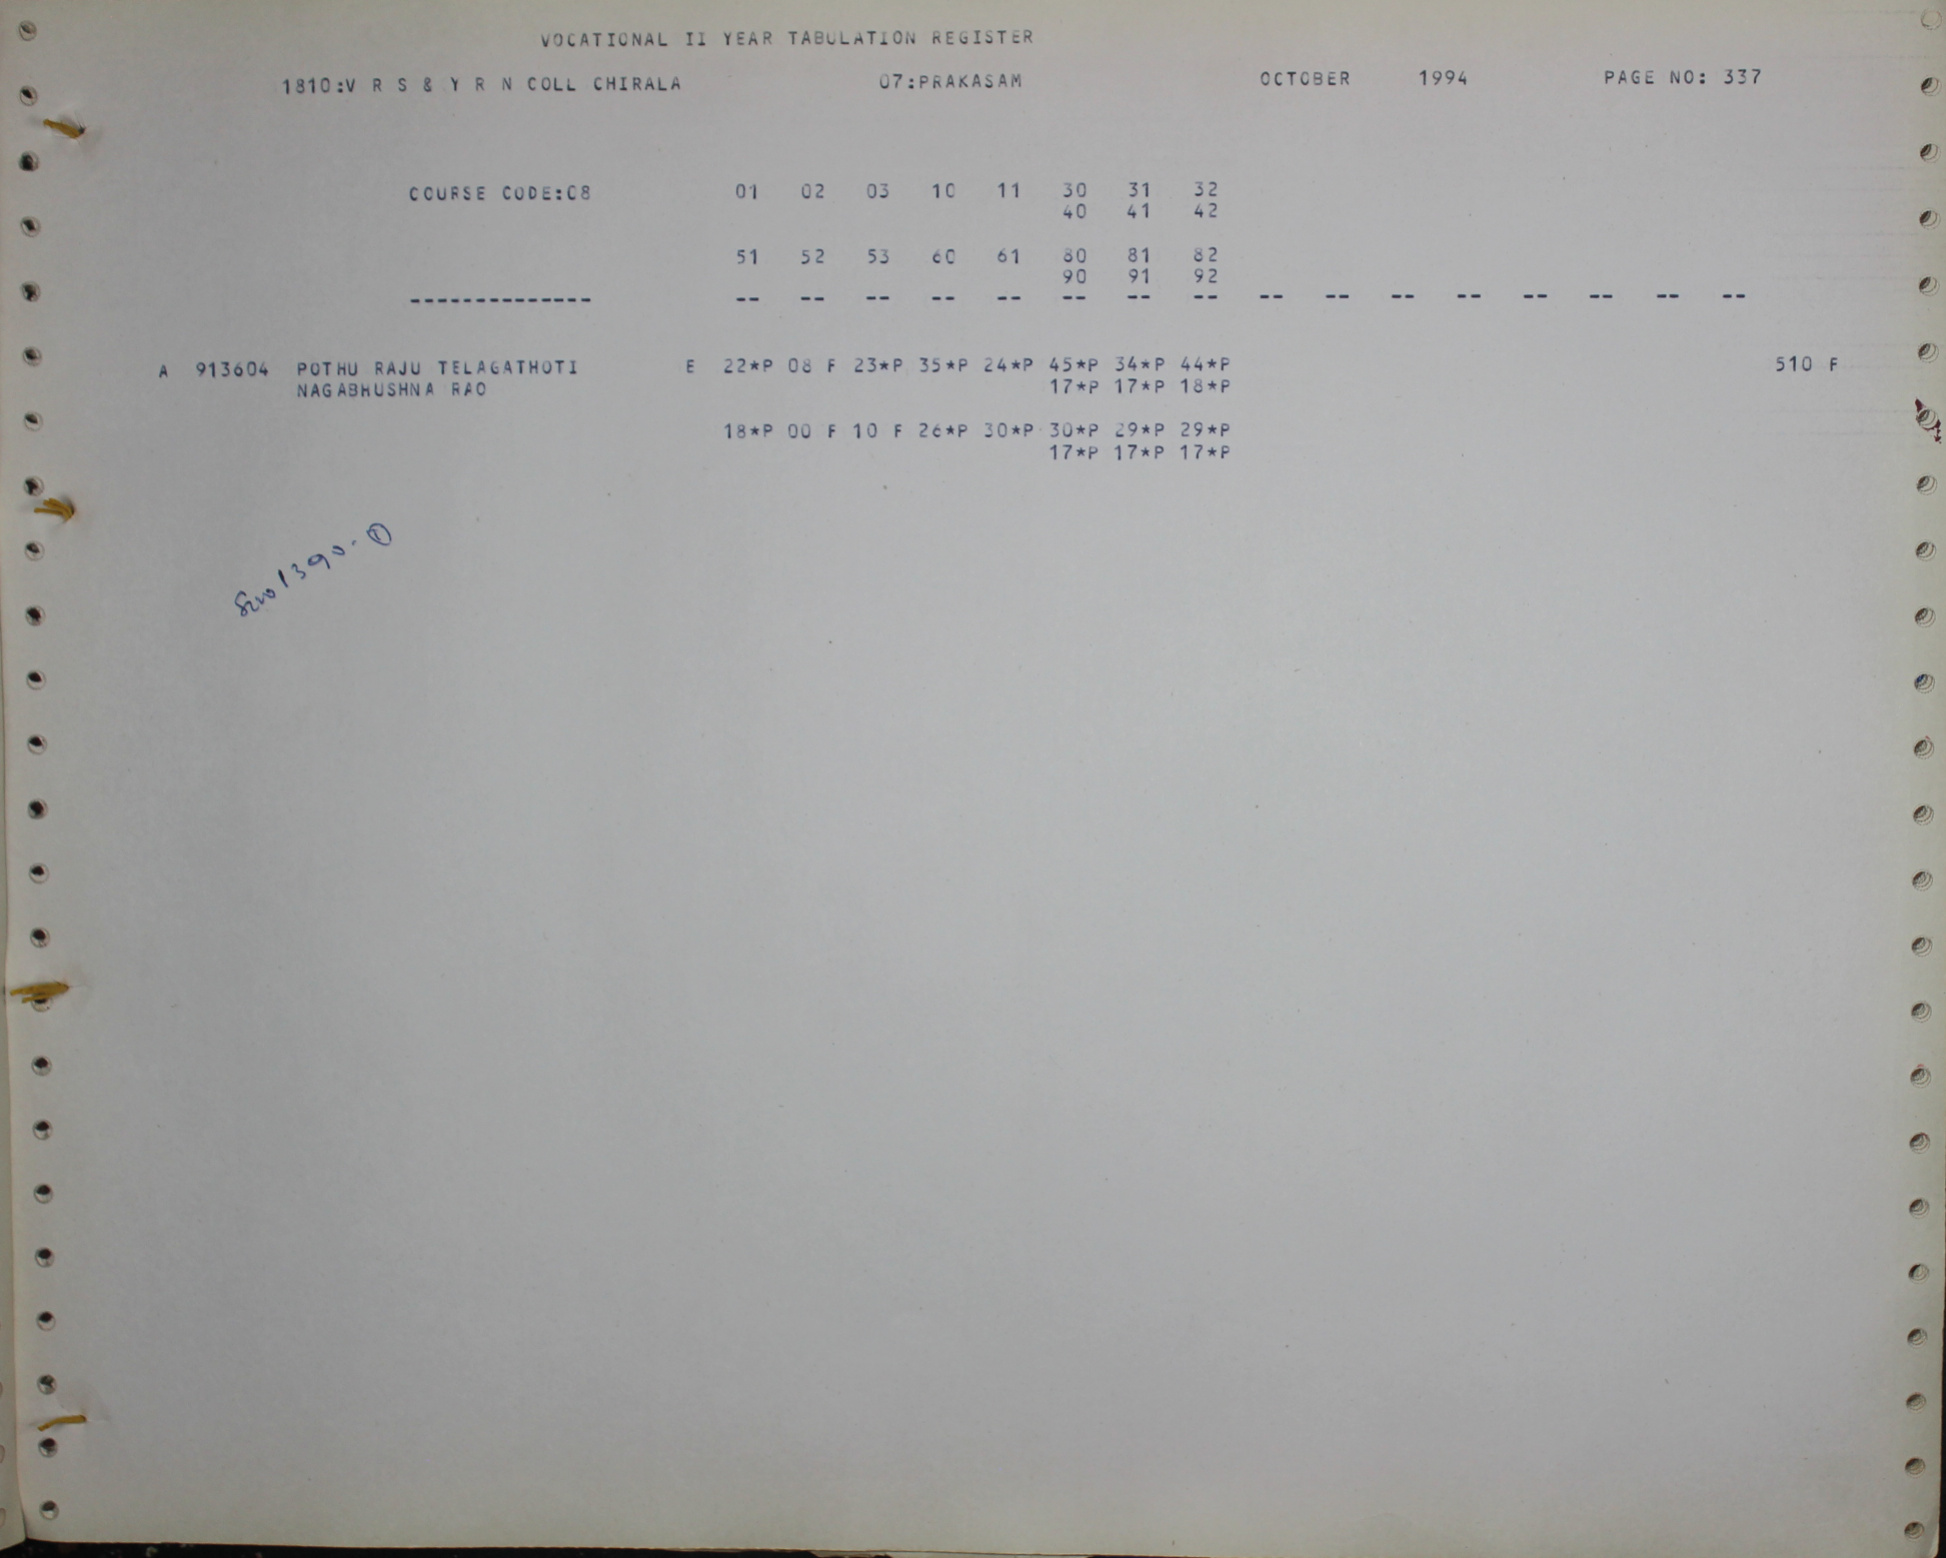 VOCATIONAL II YEAR TABULATION REGISTER
1810:V R S & Y R N COLL CHIRALA 07:PRAKASAM OCTOBER 1994 PAGE NO: 337
COURSE CODE:C8 01 02 03 10 11 30 31 32
40 41 42
51 52 53 60 61 80 81 82
90 91 92
-------------- -- -- -- -- -- -- -- -- -- -- -- -- -- -- -- --
A 913604 POTHU RAJU TELAGATHOTI E 22*P 08 F 23*P 35*P 24*P 45*P 34*P 44*P 510 F
NAGABHUSHNA RAO 17*P 17*P 18*P
18*P 00 F 10 F 26*P 30*P 30*P 29*P 29*P
17*P 17*P 17*P
1390-①